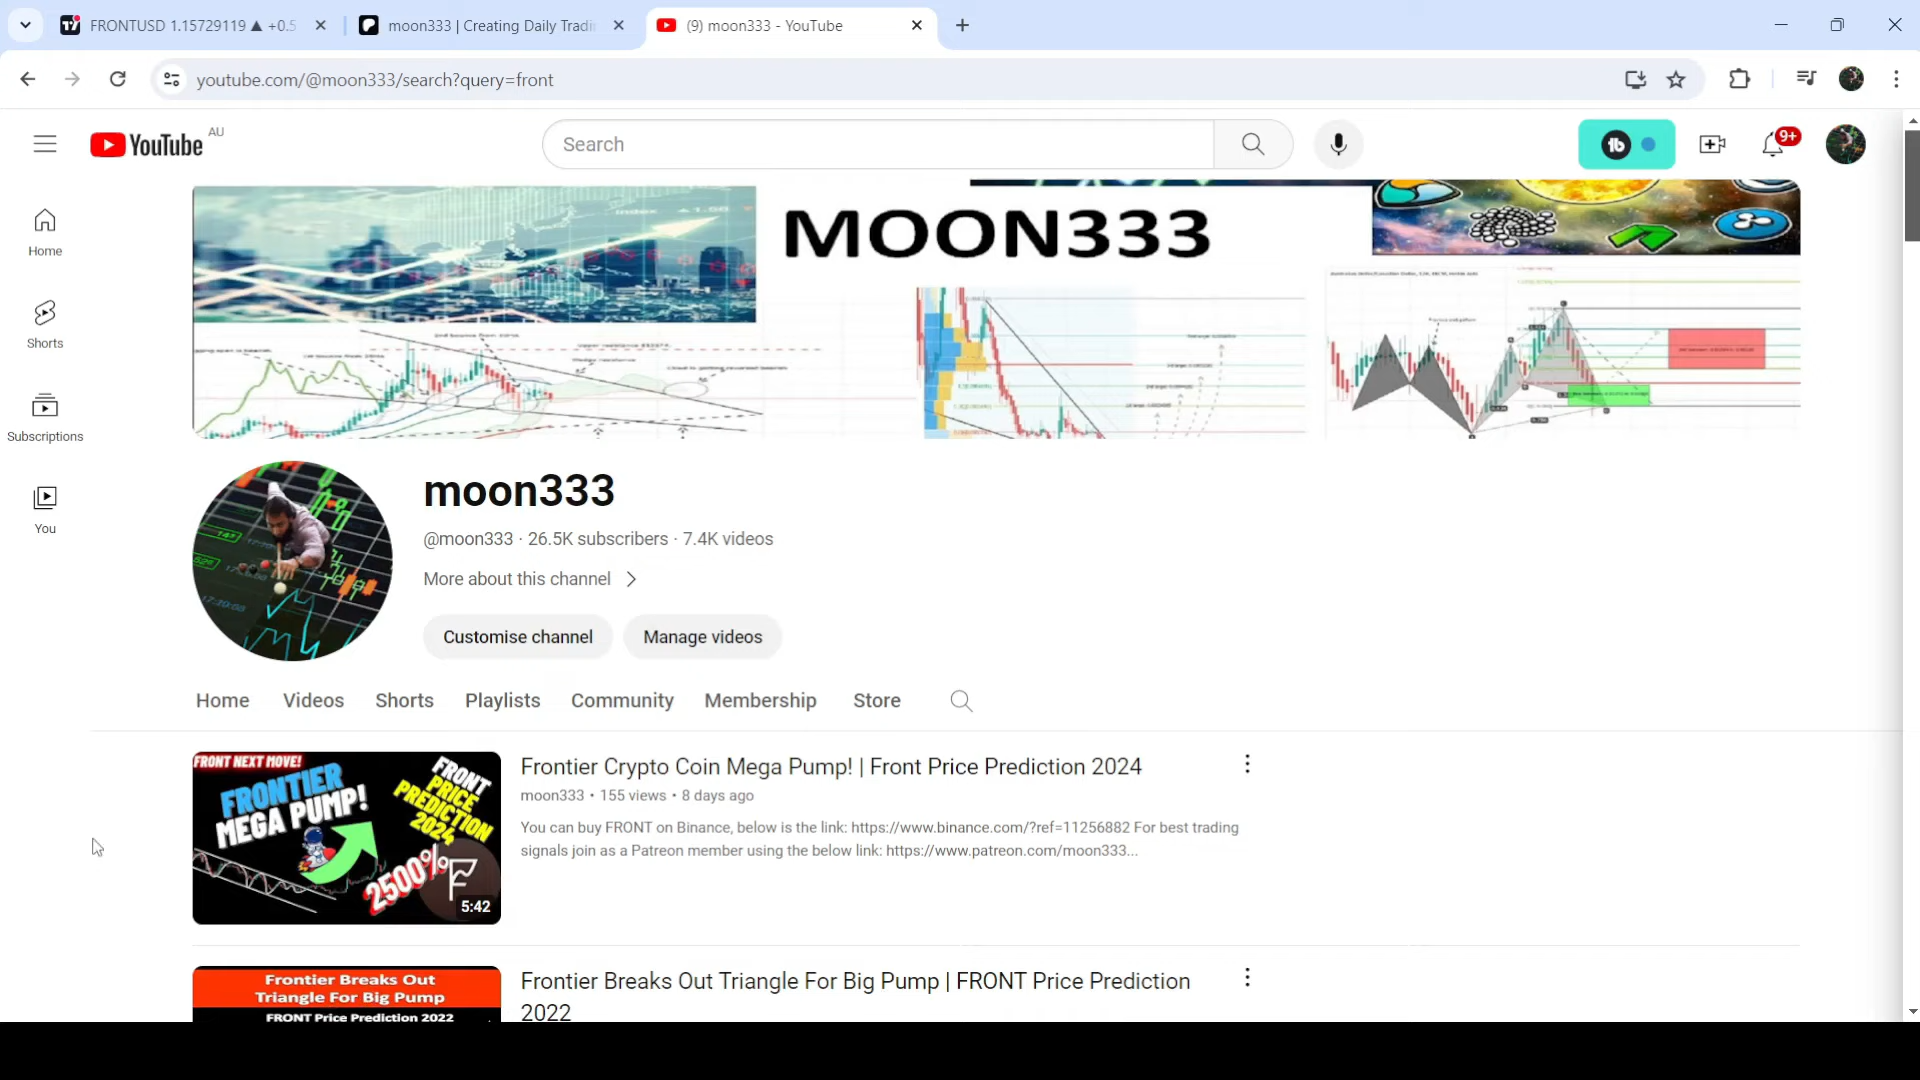 FRONTUSD 1.15729119 ▲ +0.5
moon333 | Creating Daily Tradi
(9) moon333 - YouTube
youtube.com/@moon333/search?query=front
YouTube AU
Search
9+
Home
Shorts
Subscriptions
You
MOON333
moon333
@moon333 · 26.5K subscribers · 7.4K videos
More about this channel
Customise channel
Manage videos
Home
Videos
Shorts
Playlists
Community
Membership
Store
FRONT NEXT MOVE!
FRONTIER
MEGA PUMP!
FRONT
PRICE
PREDICTION
2024
2500%
5:42
Frontier Crypto Coin Mega Pump! | Front Price Prediction 2024
moon333 • 155 views • 8 days ago
You can buy FRONT on Binance, below is the link: https://www.binance.com/?ref=11256882 For best trading
signals join as a Patreon member using the below link: https://www.patreon.com/moon333...
Frontier Breaks Out
Triangle For Big Pump
FRONT Price Prediction 2022
Frontier Breaks Out Triangle For Big Pump | FRONT Price Prediction
2022